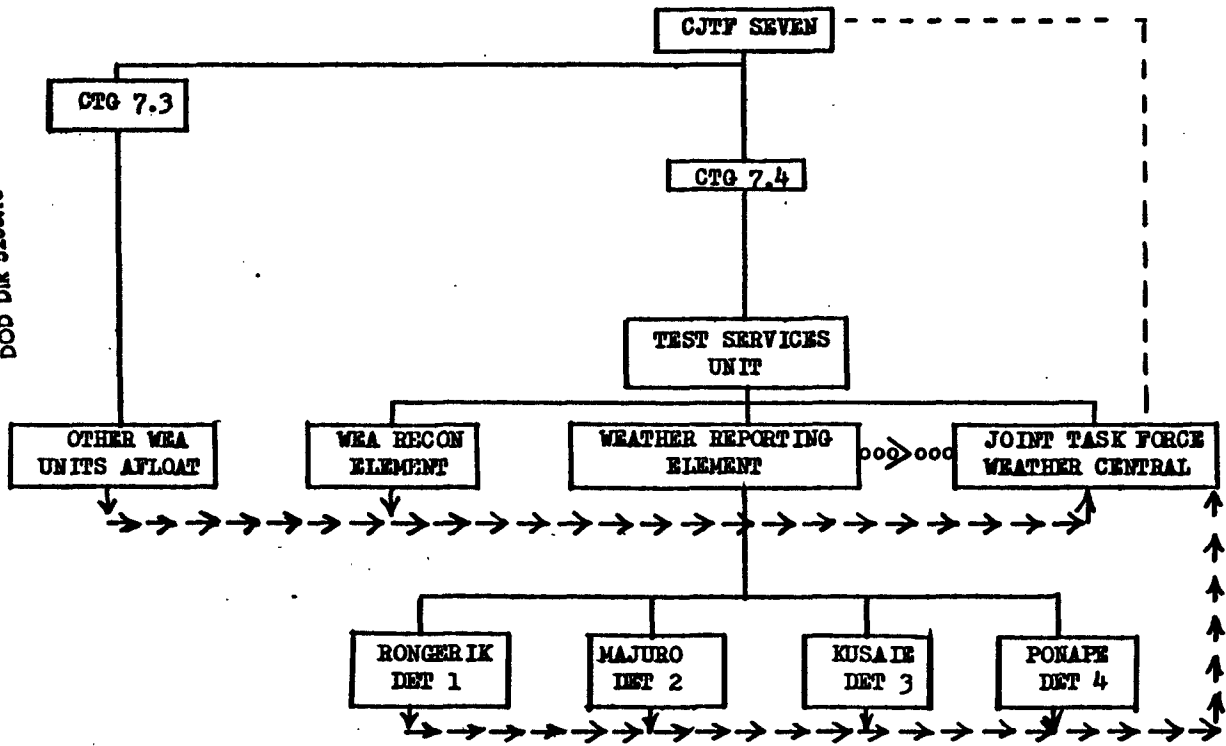 CJTF SEVEN
CTG 7.3
CTG 7.4
DOD DIR
TEST SERVICES
UNIT
OTHER WEA
UNITS AFLOAT
WEA RECON
ELEMENT
WEATHER REPORTING
ELEMENT
JOINT TASK FORCE
WEATHER CENTRAL
RONGERIK
DET 1
MAJURO
DET 2
KUSAIE
DET 3
PONAPE
DET 4